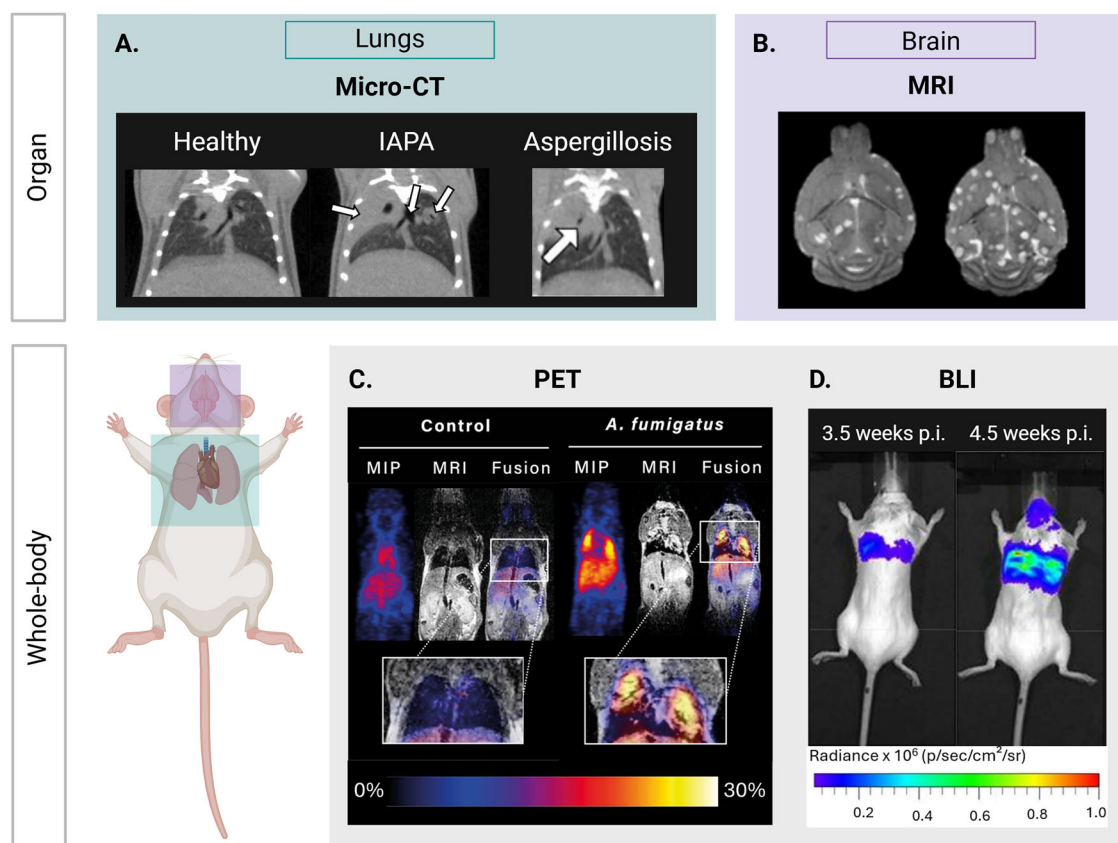 Organ
A.
Lungs
Micro-CT
Healthy
IAPA
Aspergillosis
B.
Brain
MRI
Whole-body
C.
PET
Control
A. fumigatus
MIP MRI Fusion
MIP MRI Fusion
0%
30%
D.
BLI
3.5 weeks p.i.
4.5 weeks p.i.
Radiance x 10⁶ (p/sec/cm²/sr)
0.2 0.4 0.6 0.8 1.0